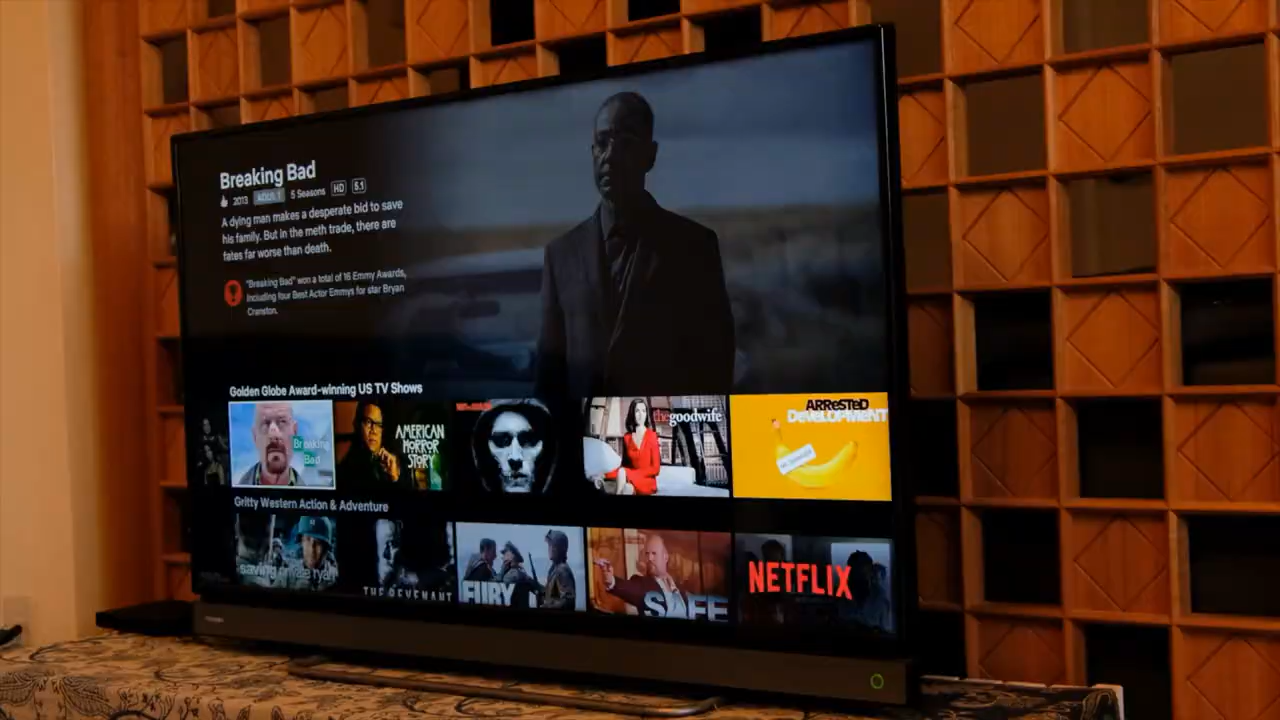 Breaking Bad
2013 ADULT 5 Seasons HD 5.1
A dying man makes a desperate bid to save
his family. But in the meth trade, there are
fates far worse than death.
"Breaking Bad" won a total of 16 Emmy Awards,
including four Best Actor Emmys for star Bryan
Cranston.
Golden Globe Award-winning US TV Shows
Breaking
Bad
AMERICAN
HORROR
STORY
thegoodwife
ARReSTeD
DeVeLOPMENT
Gritty Western Action & Adventure
saving private ryan
THE REVENANT
FURY
SAFE
NETFLIX